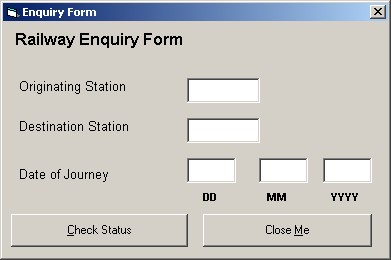 Enquiry Form
Railway Enquiry Form
Originating Station
Destination Station
Date of Journey
DD MM YYYY
Check Status Close Me